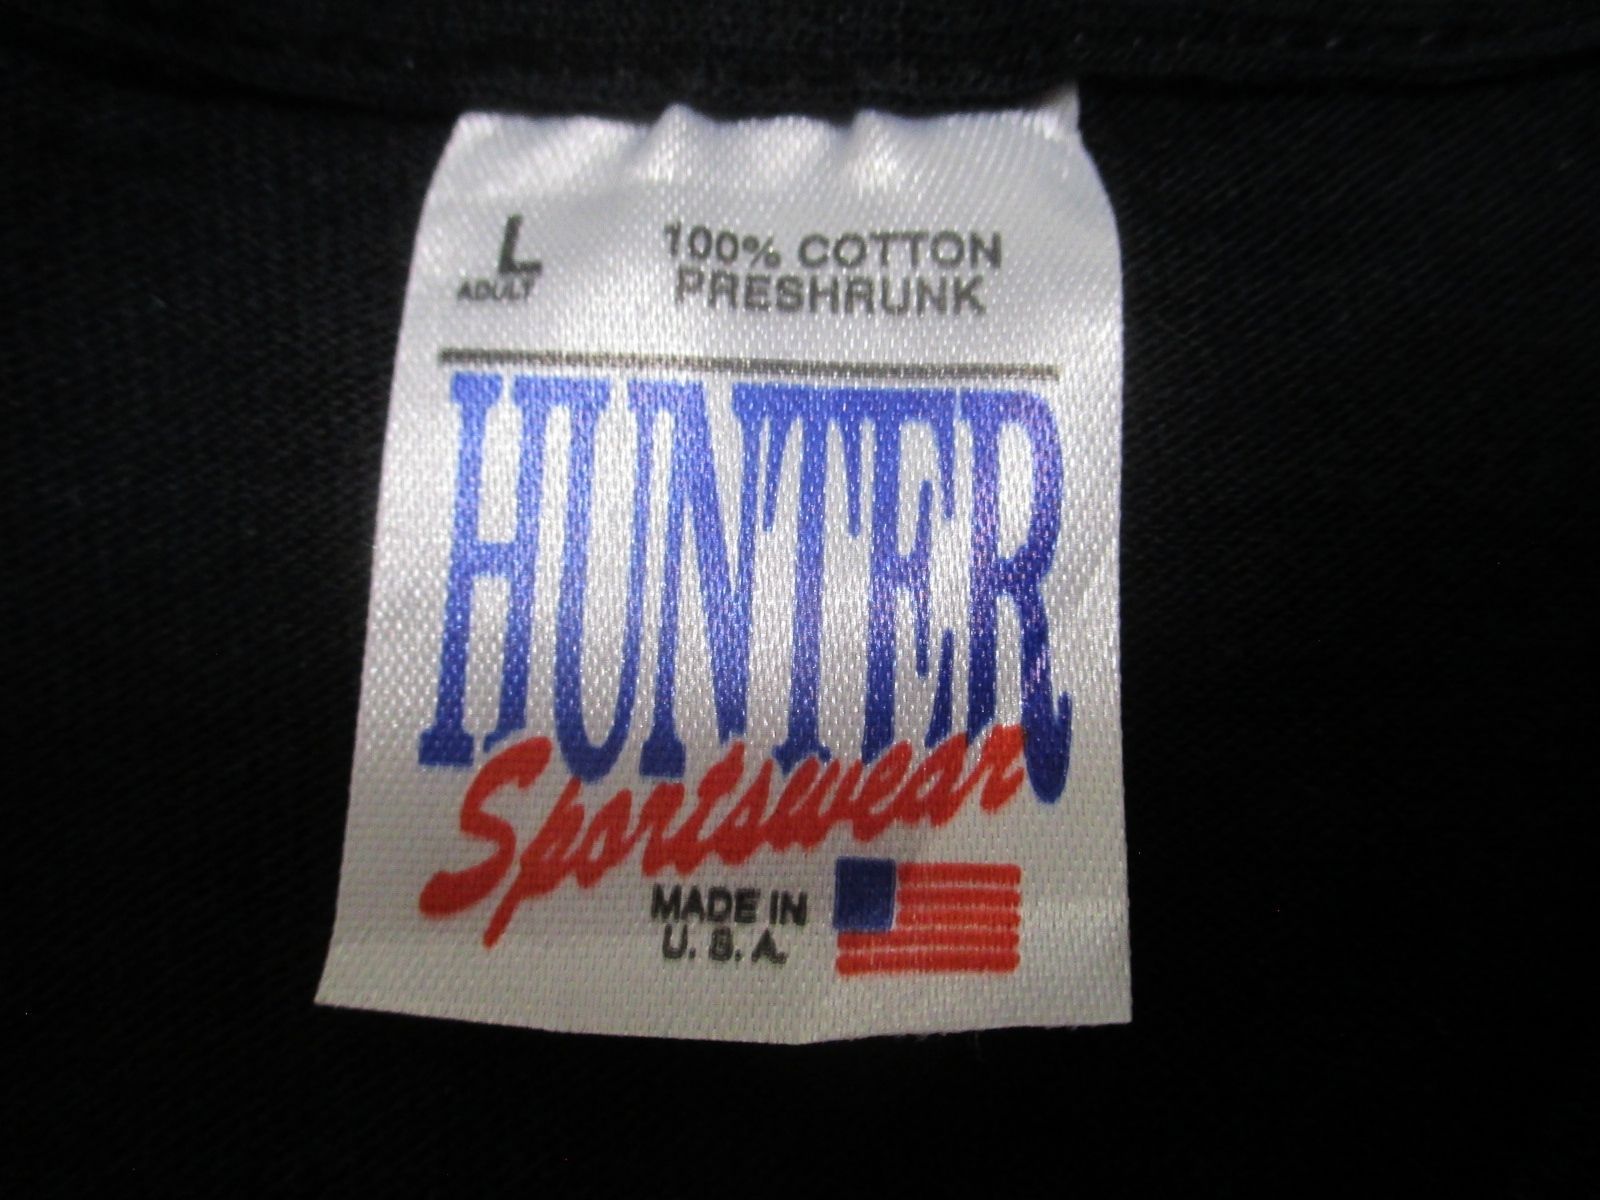 L
ADULT
100% COTTON
PRESHRUNK
HUNTER
Sportswear
MADE IN
U.S.A.